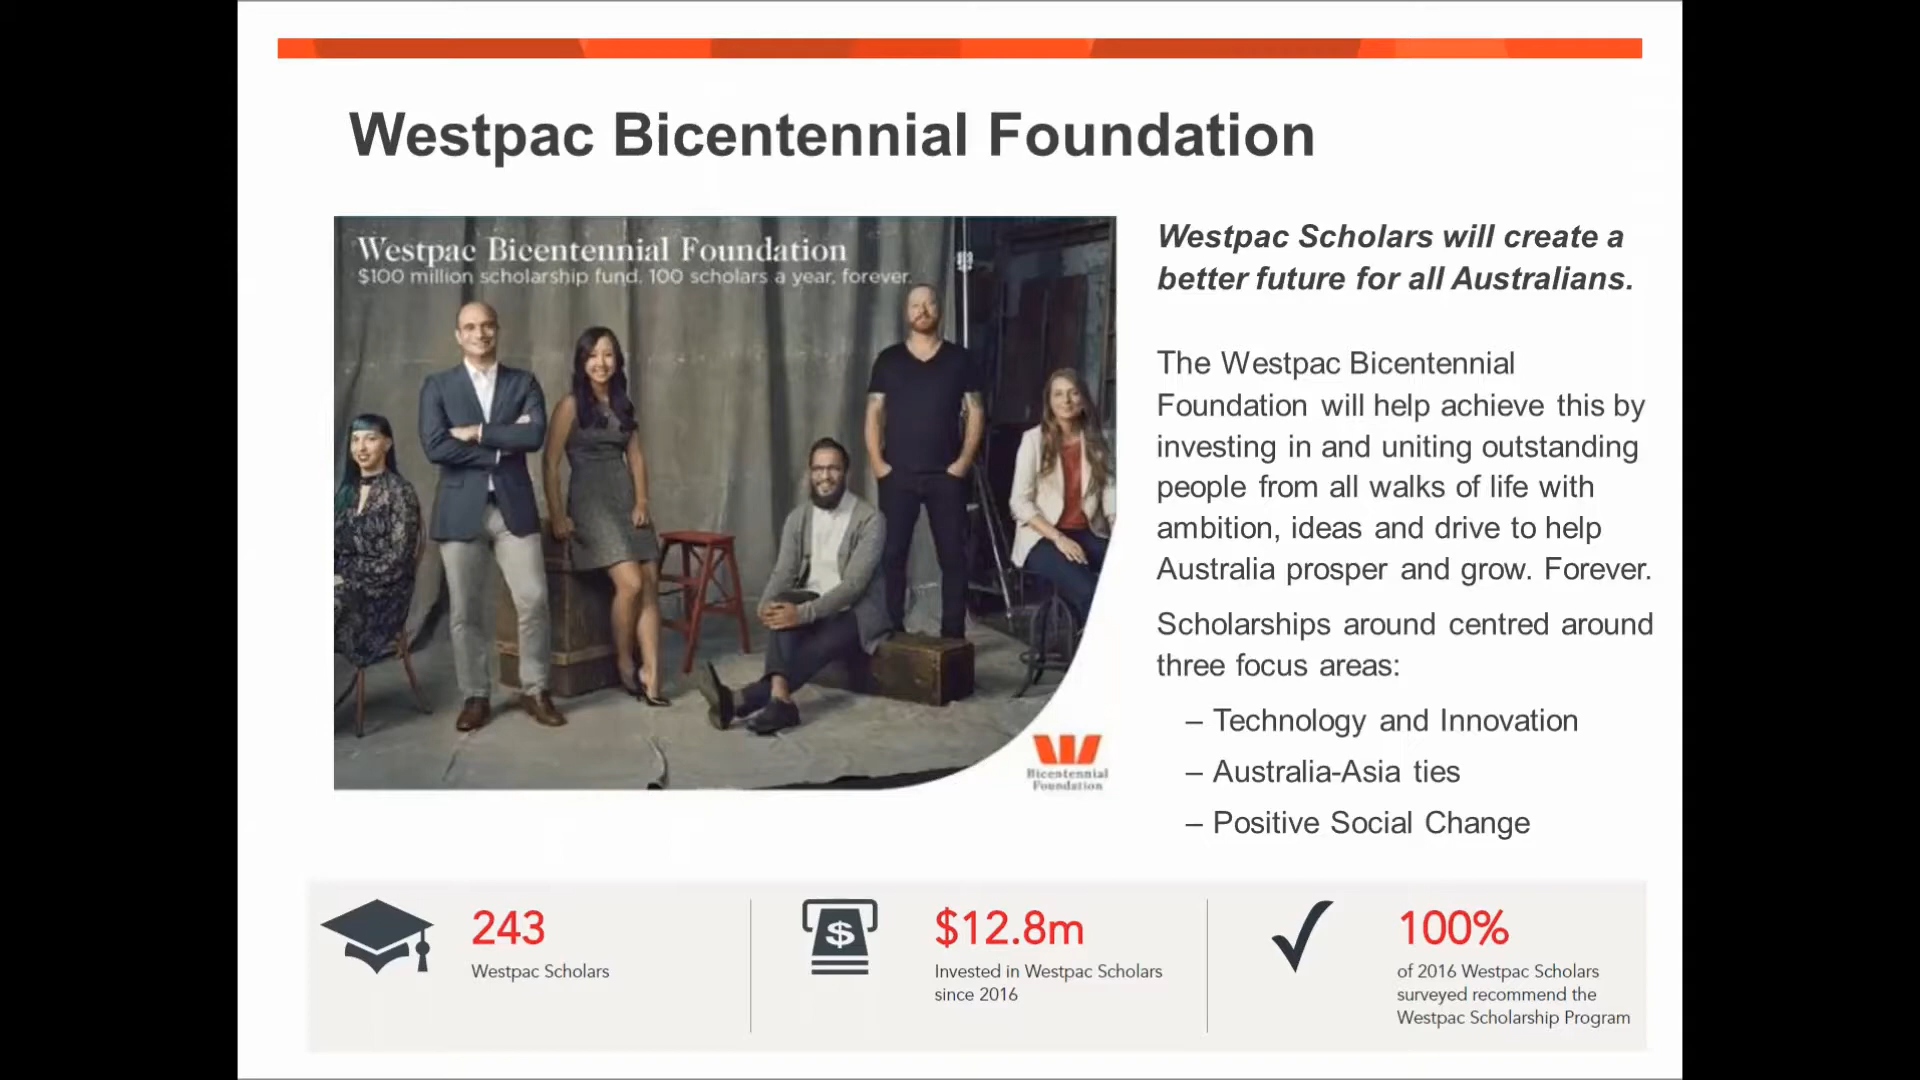 Westpac Bicentennial Foundation
Westpac Bicentennial Foundation
$100 million scholarship fund. 100 scholars a year. forever.
Bicentennial
Foundation
Westpac Scholars will create a
better future for all Australians.
The Westpac Bicentennial
Foundation will help achieve this by
investing in and uniting outstanding
people from all walks of life with
ambition, ideas and drive to help
Australia prosper and grow. Forever.
Scholarships around centred around
three focus areas:
– Technology and Innovation
– Australia-Asia ties
– Positive Social Change
243
Westpac Scholars
$
$12.8m
Invested in Westpac Scholars
since 2016
100%
of 2016 Westpac Scholars
surveyed recommend the
Westpac Scholarship Program